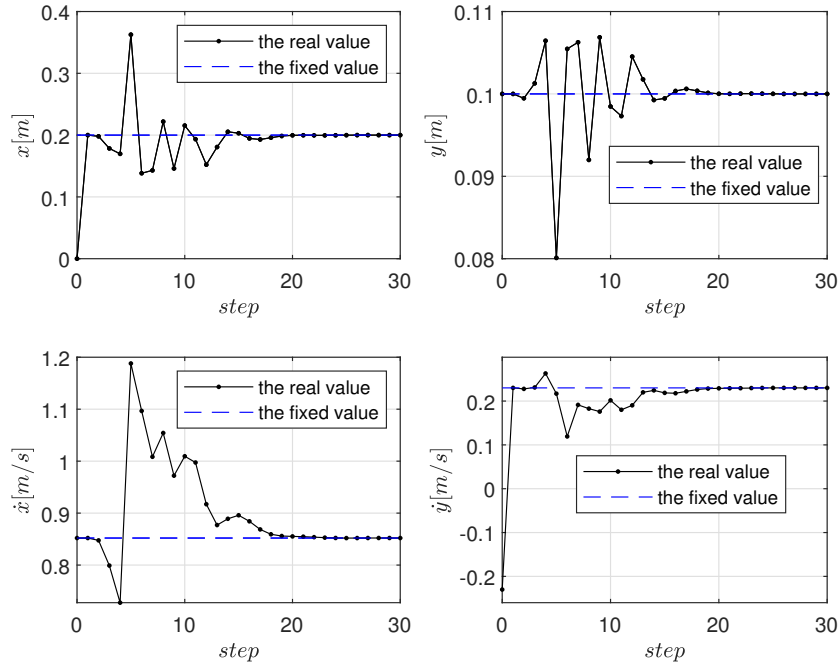 0.4
0.3
0.2
0.1
0
x[m]
the real value
the fixed value
0 10 20 30
step
0.11
0.1
0.09
0.08
y[m]
the real value
the fixed value
0 10 20 30
step
1.2
1.1
1
0.9
0.8
ẋ[m/s]
the real value
the fixed value
0 10 20 30
step
0.2
0.1
0
-0.1
-0.2
ẏ[m/s]
the real value
the fixed value
0 10 20 30
step